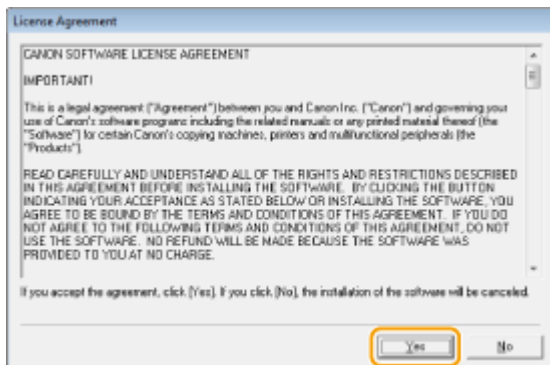 License Agreement
CANON SOFTWARE LICENSE AGREEMENT
IMPORTANT!
This is a legal agreement ("Agreement") between you and Canon Inc. ("Canon") and governing your
use of Canon's software programs including the related manuals or any printed material thereof (the
"Software") for certain Canon's copying machines, printers and multifunctional peripherals (the
"Products").
READ CAREFULLY AND UNDERSTAND ALL OF THE RIGHTS AND RESTRICTIONS DESCRIBED
IN THIS AGREEMENT BEFORE INSTALLING THE SOFTWARE. BY CLICKING THE BUTTON
INDICATING YOUR ACCEPTANCE AS STATED BELOW OR INSTALLING THE SOFTWARE, YOU
AGREE TO BE BOUND BY THE TERMS AND CONDITIONS OF THIS AGREEMENT. IF YOU DO
NOT AGREE TO THE FOLLOWING TERMS AND CONDITIONS OF THIS AGREEMENT, DO NOT
USE THE SOFTWARE. NO REFUND WILL BE MADE BECAUSE THE SOFTWARE WAS
PROVIDED TO YOU AT NO CHARGE.
If you accept the agreement, click [Yes]. If you click [No], the installation of the software will be canceled.
Yes No